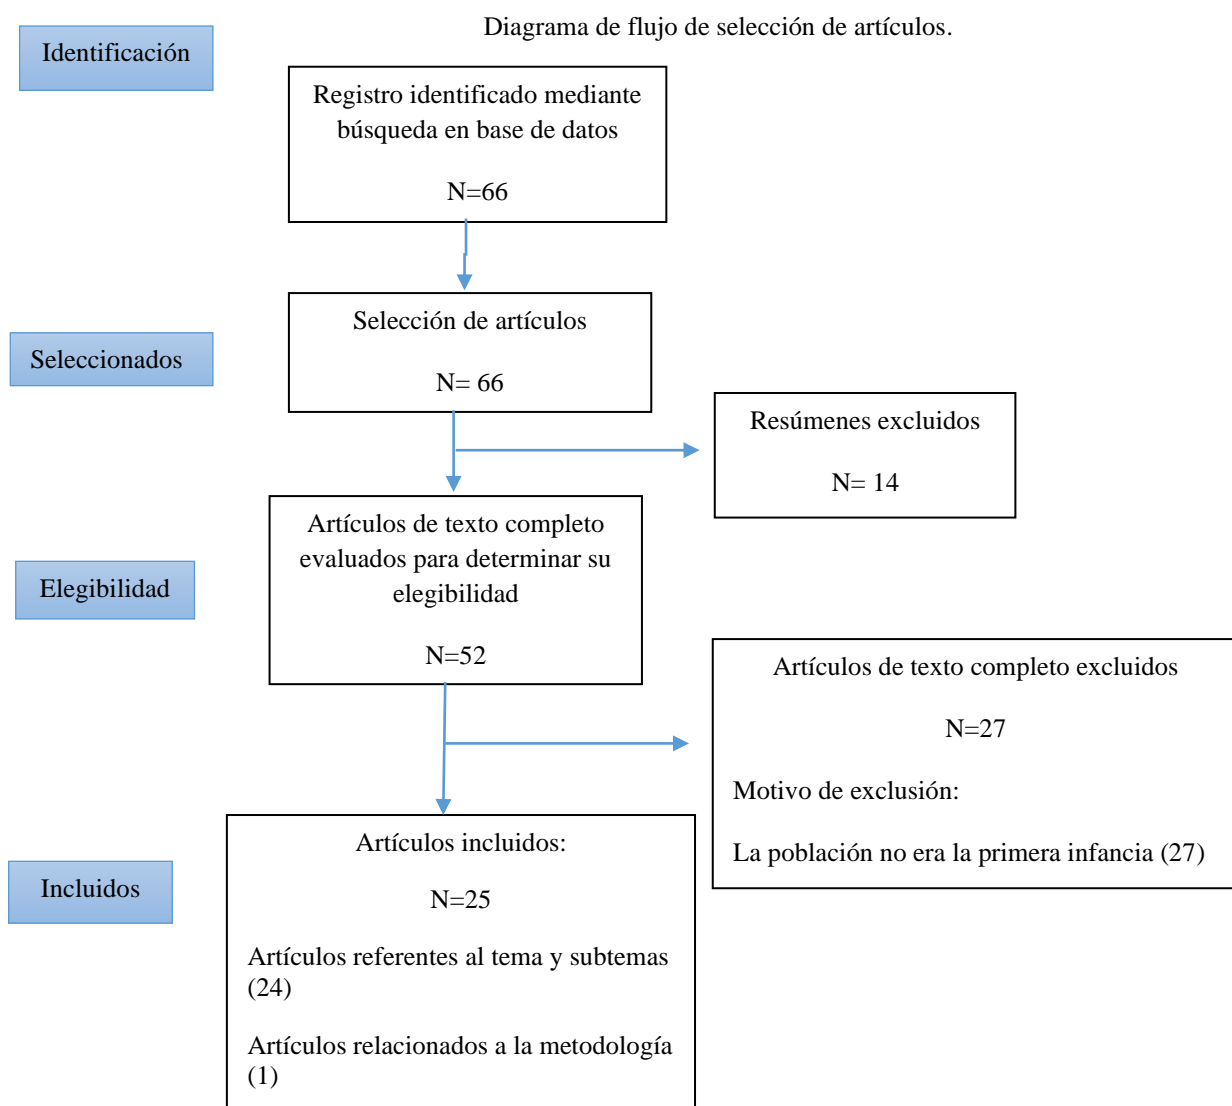 Diagrama de flujo de selección de artículos.
Identificación
Registro identificado mediante
búsqueda en base de datos
N=66
Selección de artículos
N= 66
Seleccionados
Resúmenes excluidos
N= 14
Artículos de texto completo
evaluados para determinar su
elegibilidad
N=52
Elegibilidad
Artículos de texto completo excluidos
N=27
Motivo de exclusión:
La población no era la primera infancia (27)
Artículos incluidos:
N=25
Artículos referentes al tema y subtemas
(24)
Artículos relacionados a la metodología
(1)
Incluidos